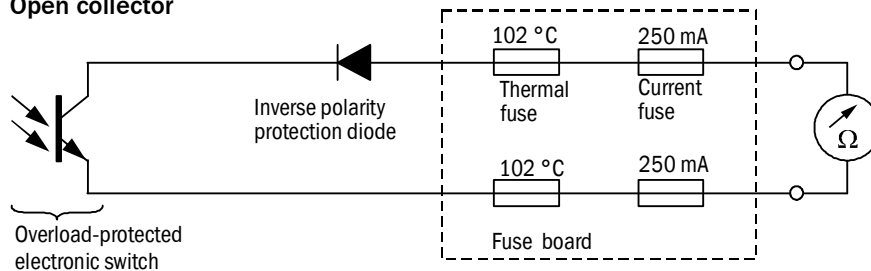 Open collector
102 °C
250 mA
Thermal
fuse
Current
fuse
Inverse polarity
protection diode
Ω
102 °C
250 mA
Fuse board
Overload-protected
electronic switch